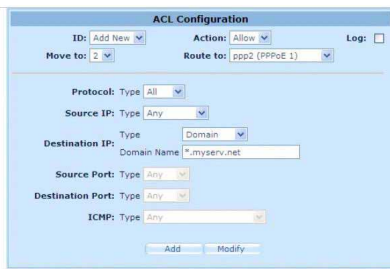 ACL Configuration
ID: Add New Action: Allow Log:
Move to: 2 Route to: ppp2 (PPPoE 1)
Protocol: Type All
Source IP: Type Any
Destination IP: Type Domain
Domain Name *.myserv.net
Source Port: Type Any
Destination Port: Type Any
ICMP: Type Any
Add Modify